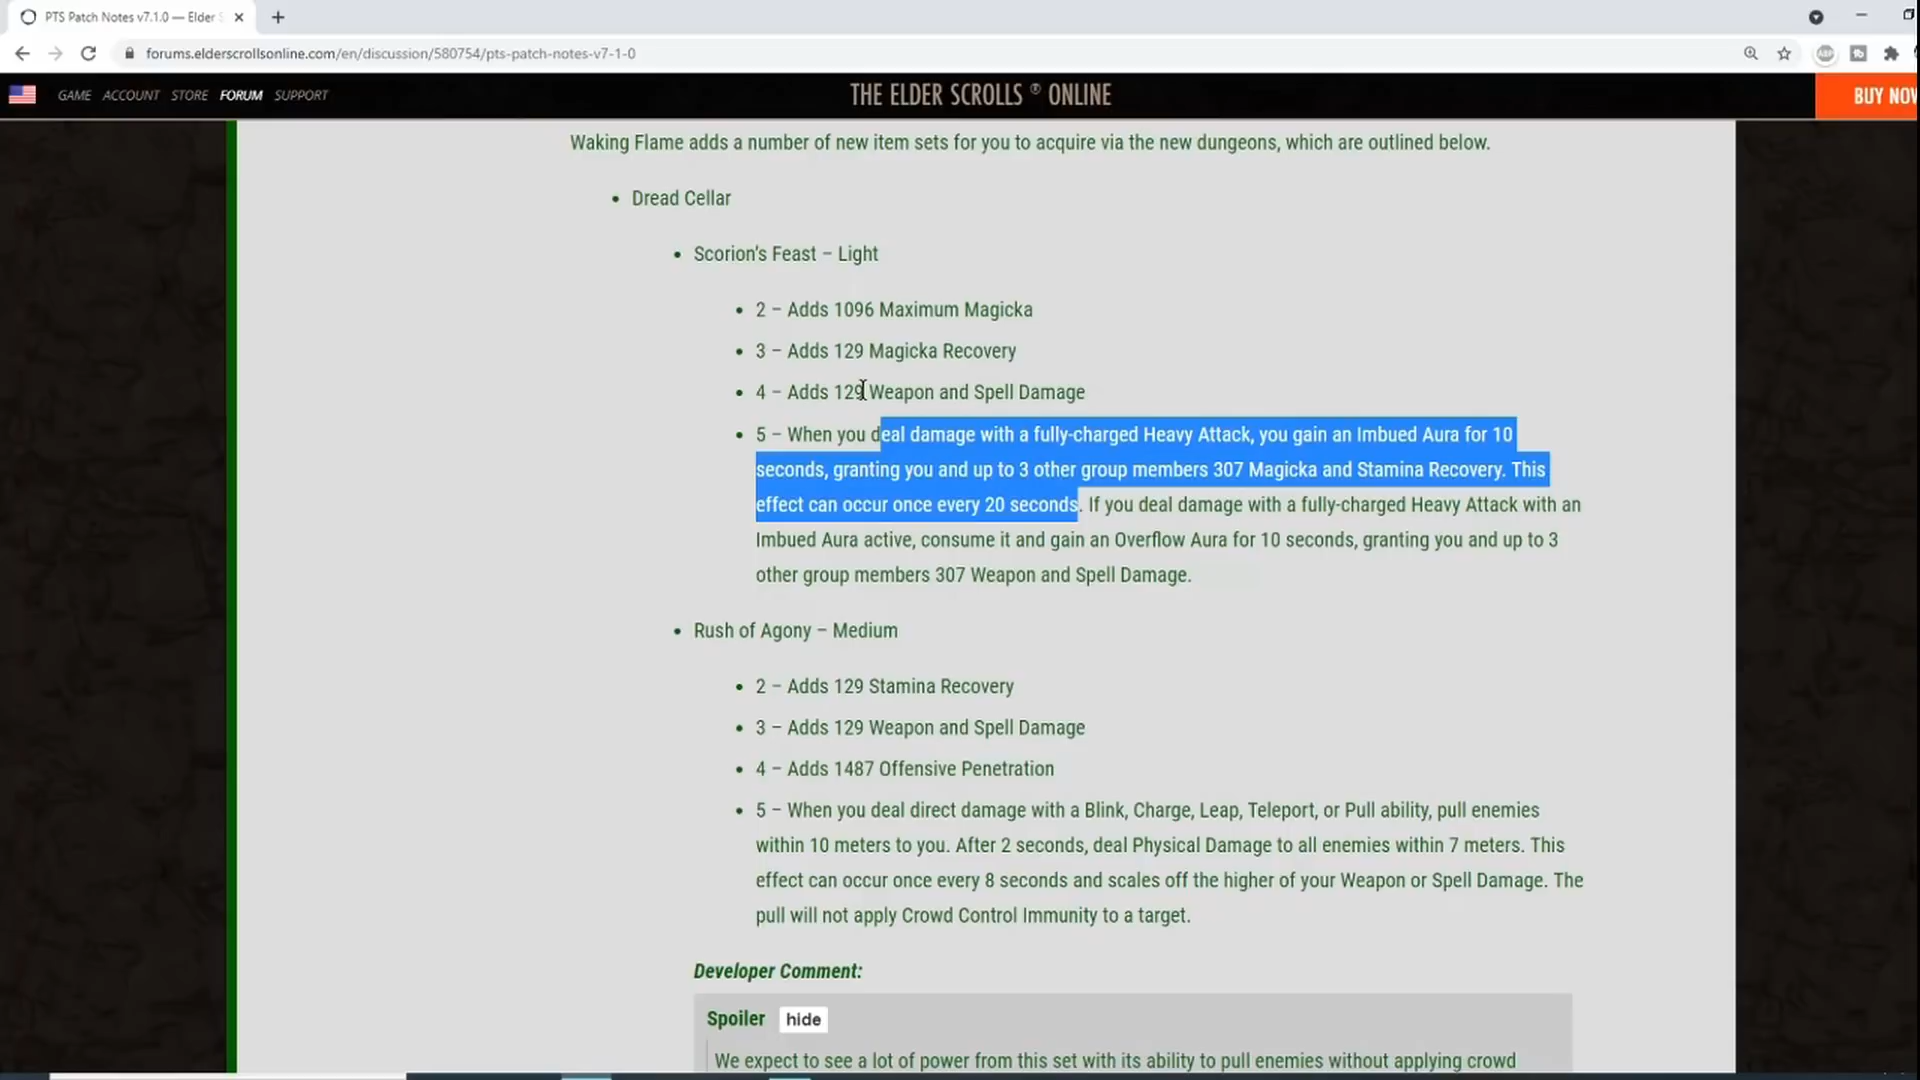 PTS Patch Notes v7.1.0 — Elder S
forums.elderscrollsonline.com/en/discussion/580754/pts-patch-notes-v7-1-0
ABP
GAME ACCOUNT STORE FORUM SUPPORT
THE ELDER SCROLLS ® ONLINE
BUY NOW
Waking Flame adds a number of new item sets for you to acquire via the new dungeons, which are outlined below.
• Dread Cellar
• Scorion's Feast – Light
• 2 – Adds 1096 Maximum Magicka
• 3 – Adds 129 Magicka Recovery
• 4 – Adds 129 Weapon and Spell Damage
• 5 – When you deal damage with a fully-charged Heavy Attack, you gain an Imbued Aura for 10
seconds, granting you and up to 3 other group members 307 Magicka and Stamina Recovery. This
effect can occur once every 20 seconds. If you deal damage with a fully-charged Heavy Attack with an
Imbued Aura active, consume it and gain an Overflow Aura for 10 seconds, granting you and up to 3
other group members 307 Weapon and Spell Damage.
• Rush of Agony – Medium
• 2 – Adds 129 Stamina Recovery
• 3 – Adds 129 Weapon and Spell Damage
• 4 – Adds 1487 Offensive Penetration
• 5 – When you deal direct damage with a Blink, Charge, Leap, Teleport, or Pull ability, pull enemies
within 10 meters to you. After 2 seconds, deal Physical Damage to all enemies within 7 meters. This
effect can occur once every 8 seconds and scales off the higher of your Weapon or Spell Damage. The
pull will not apply Crowd Control Immunity to a target.
Developer Comment:
Spoiler hide
We expect to see a lot of power from this set with its ability to pull enemies without applying crowd